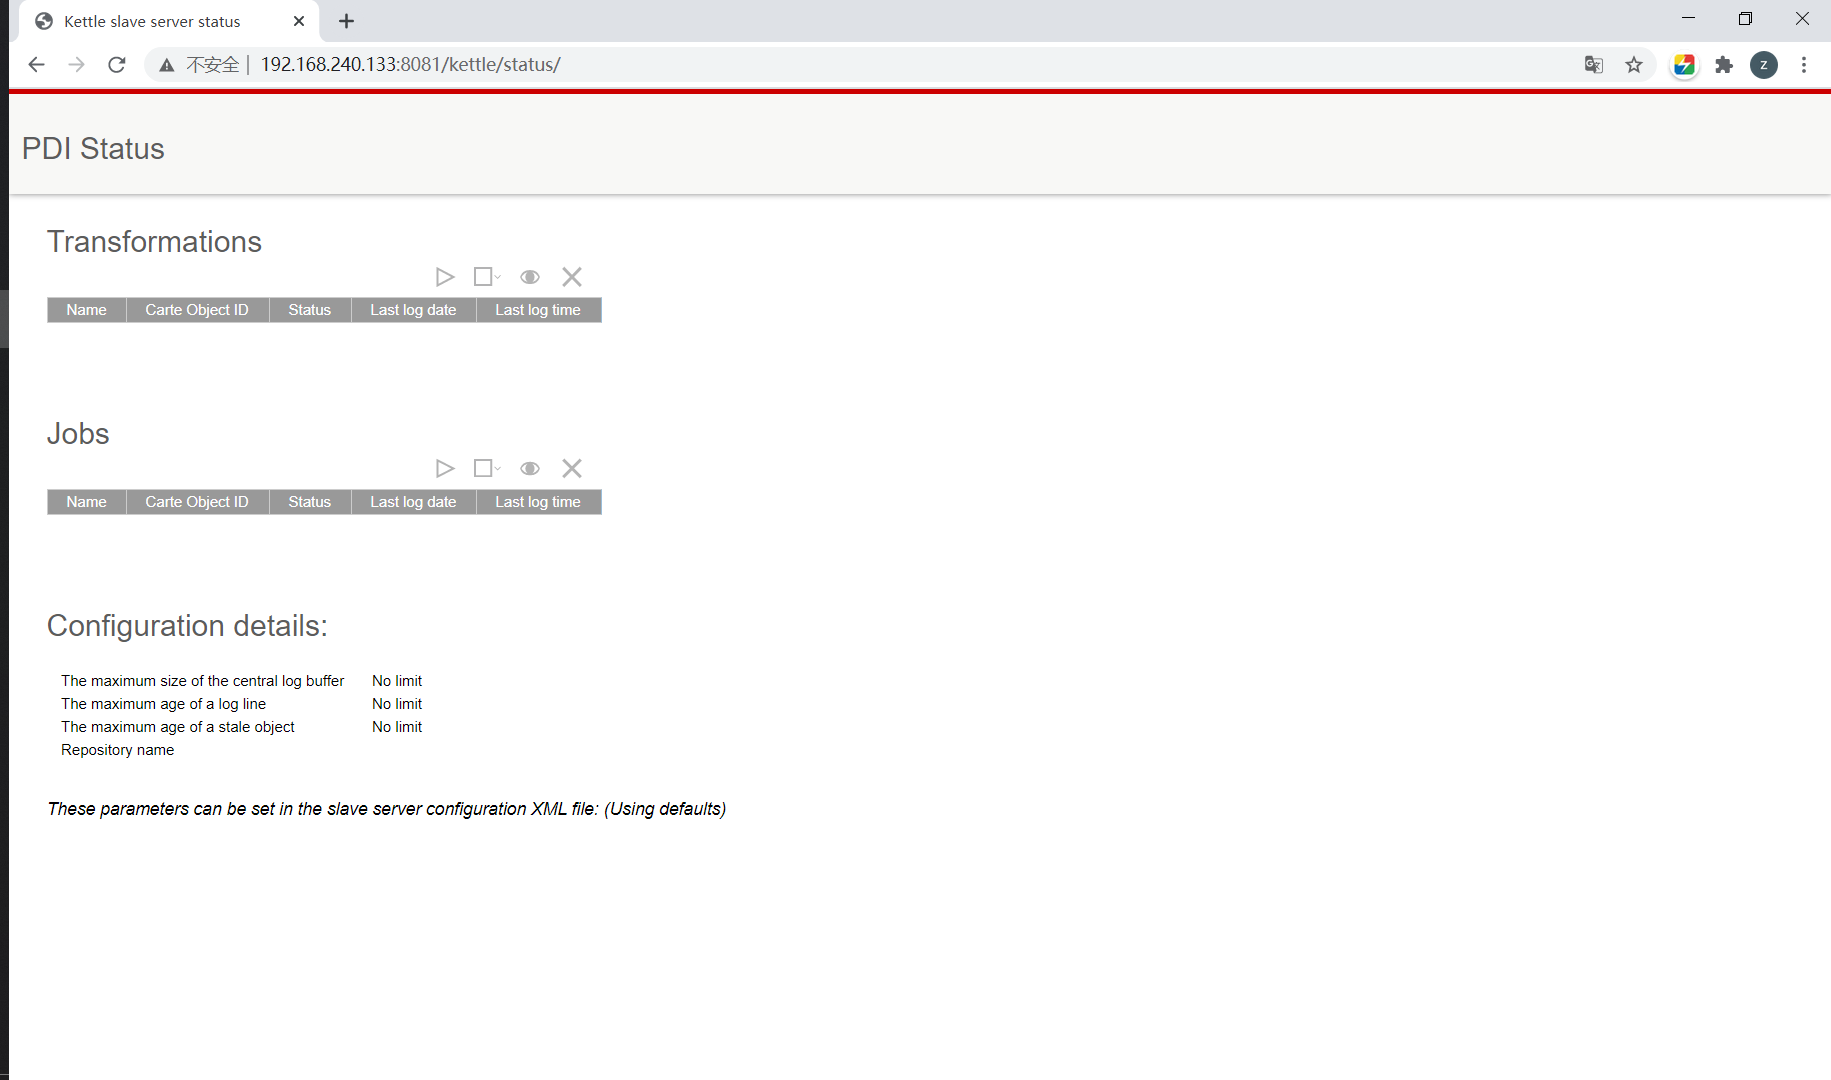 Kettle slave server status
不安全 192.168.240.133:8081/kettle/status/
z
PDI Status
Transformations
Name Carte Object ID Status Last log date Last log time
Jobs
Name Carte Object ID Status Last log date Last log time
Configuration details:
The maximum size of the central log buffer No limit
The maximum age of a log line No limit
The maximum age of a stale object No limit
Repository name
These parameters can be set in the slave server configuration XML file: (Using defaults)